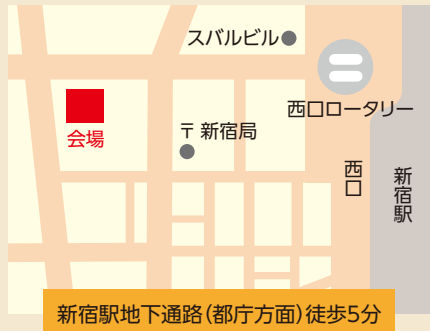 スバルビル
西口ロータリー
会場
〒新宿局
西口
新宿駅
新宿駅地下通路(都庁方面)徒歩5分